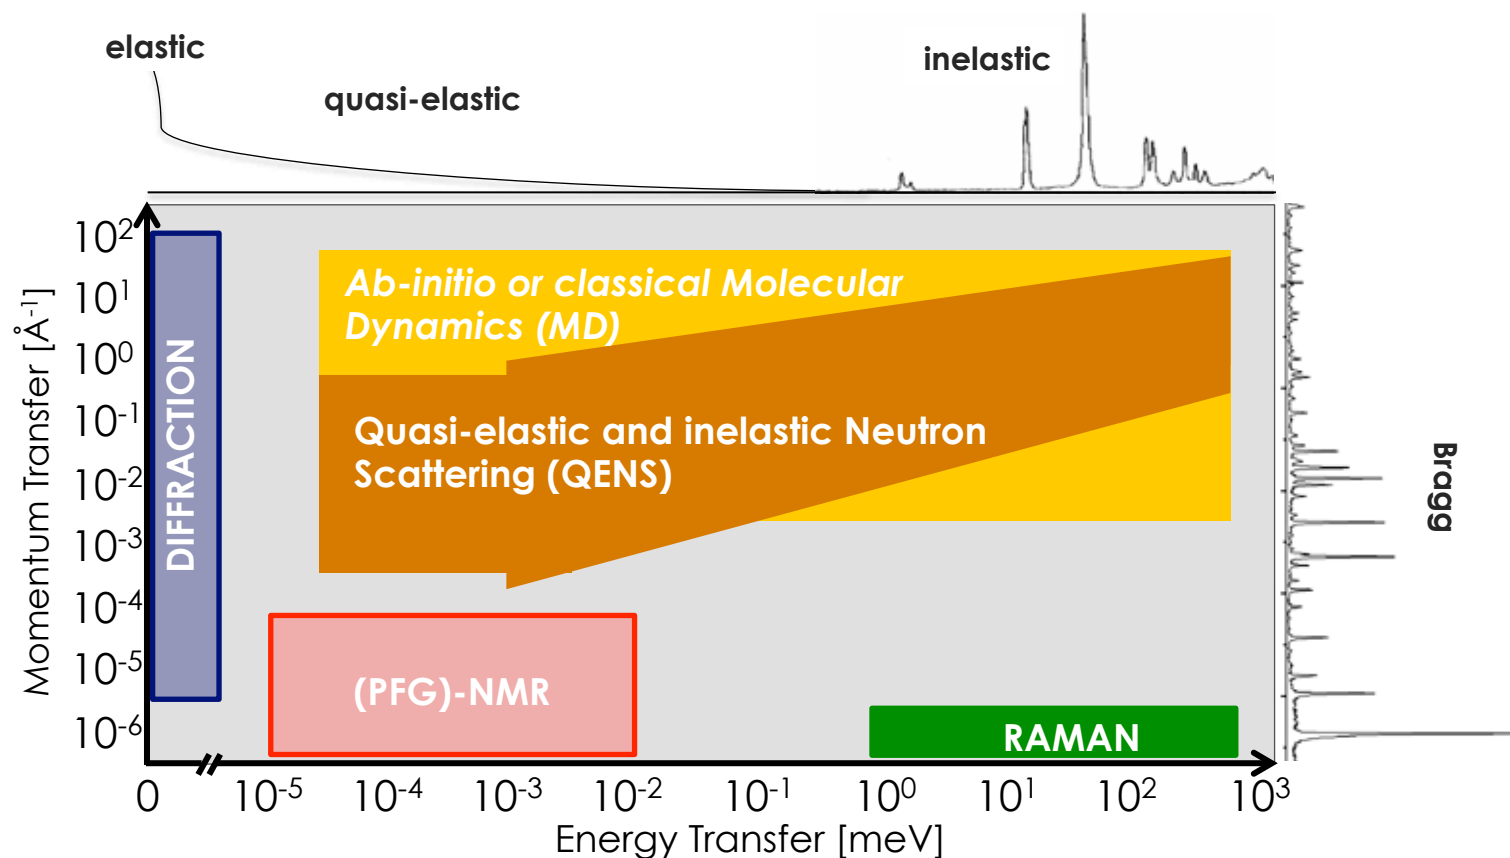 elastic
quasi-elastic
inelastic
10²
10¹
10⁰
10⁻¹
10⁻²
10⁻³
10⁻⁴
10⁻⁵
10⁻⁶
Momentum Transfer [Å⁻¹]
DIFFRACTION
Ab-initio or classical Molecular
Dynamics (MD)
Quasi-elastic and inelastic Neutron
Scattering (QENS)
(PFG)-NMR
RAMAN
Bragg
0 10⁻⁵ 10⁻⁴ 10⁻³ 10⁻² 10⁻¹ 10⁰ 10¹ 10² 10³
Energy Transfer [meV]